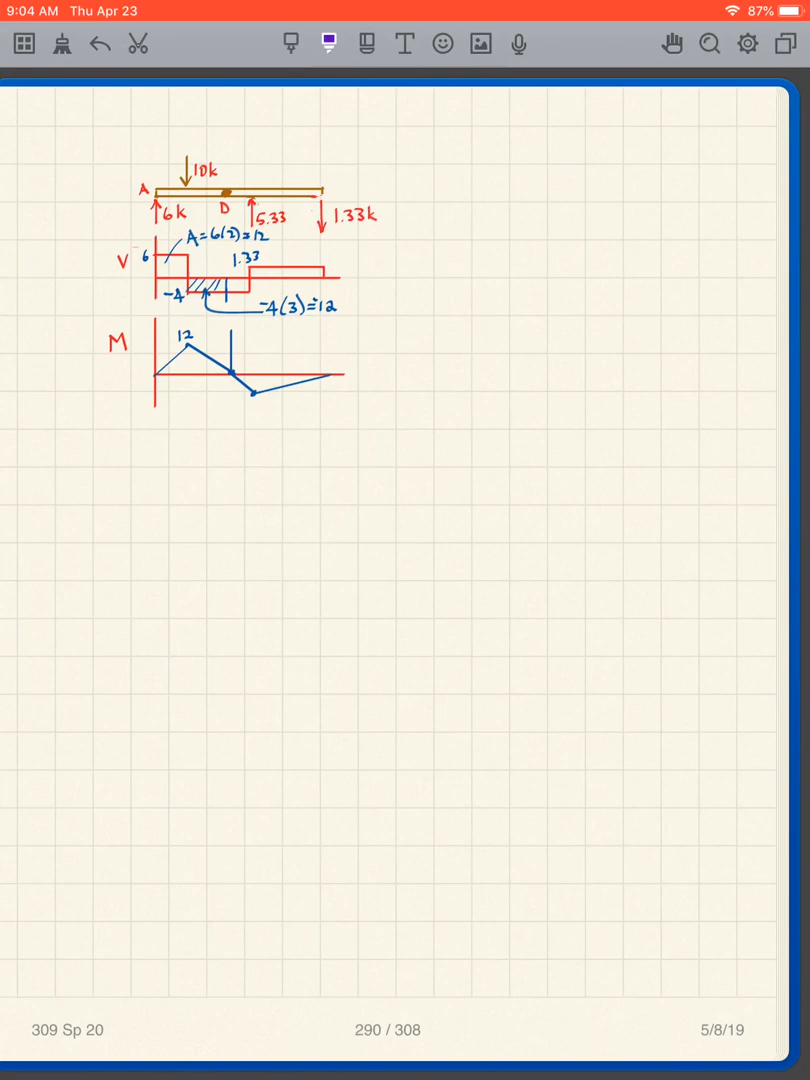 9:04 AM Thu Apr 23 87%
T
10k
A
6k D 5.33 1.33k
A=6(2)=12
V 6 1.33
-4 -4(3)=-12
M 12
309 Sp 20 290 / 308 5/8/19